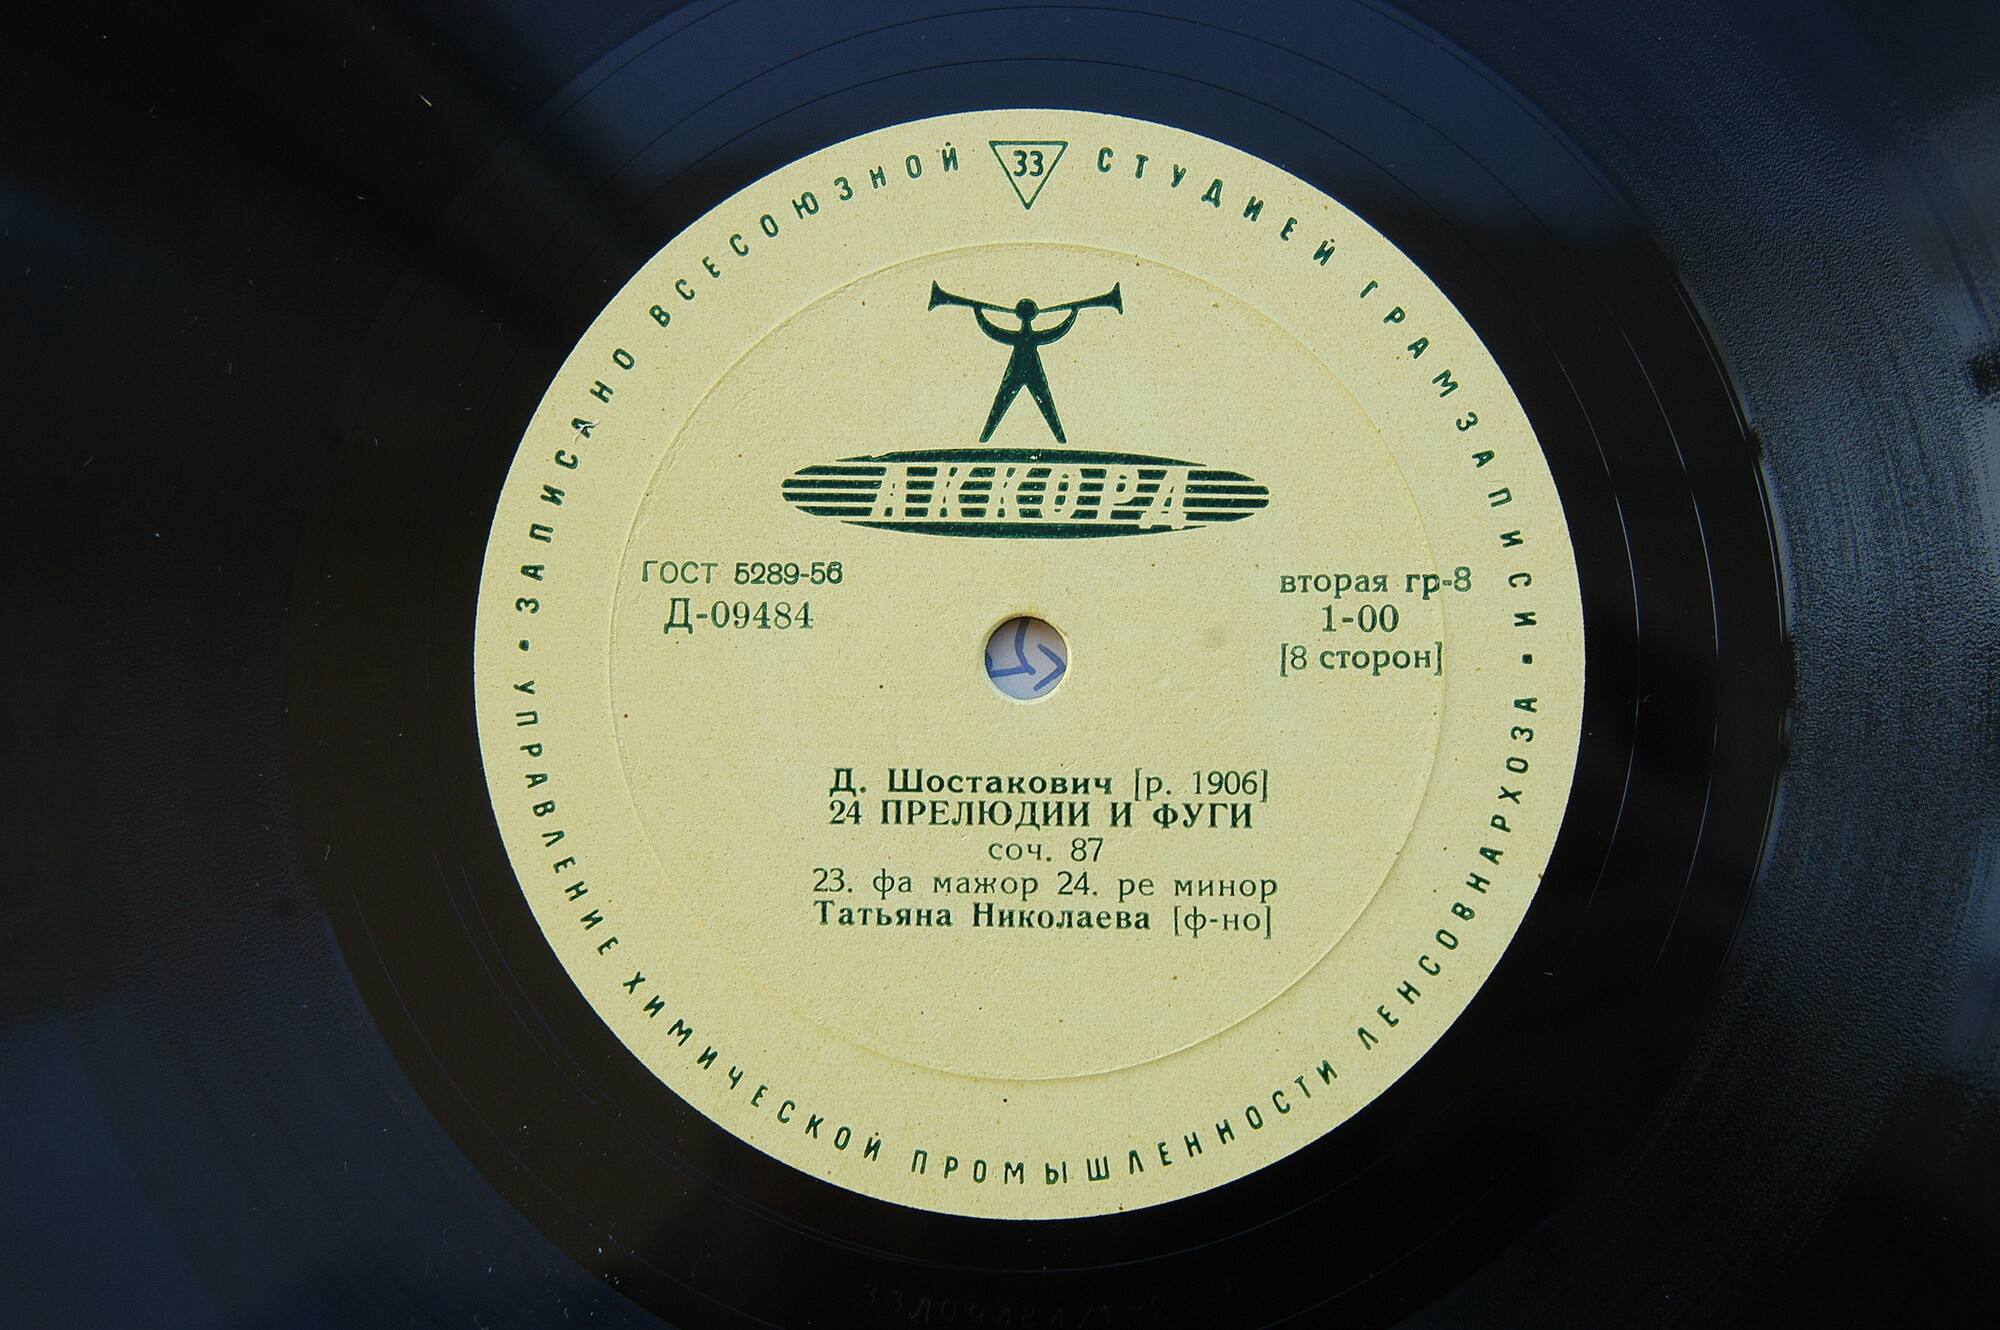 ЗАПИСАНО ВСЕСОЮЗНОЙ СТУДИЕЙ ГРАМЗАПИСИ
33
АККОРД
ГОСТ 5289-56
Д-09484
вторая гр-8
1-00
[8 сторон]
Д. Шостакович [р. 1906]
24 ПРЕЛЮДИИ И ФУГИ
соч. 87
23. фа мажор 24. ре минор
Татьяна Николаева [ф-но]
УПРАВЛЕНИЕ ХИМИЧЕСКОЙ ПРОМЫШЛЕННОСТИ ЛЕНСОВНАРХОЗА